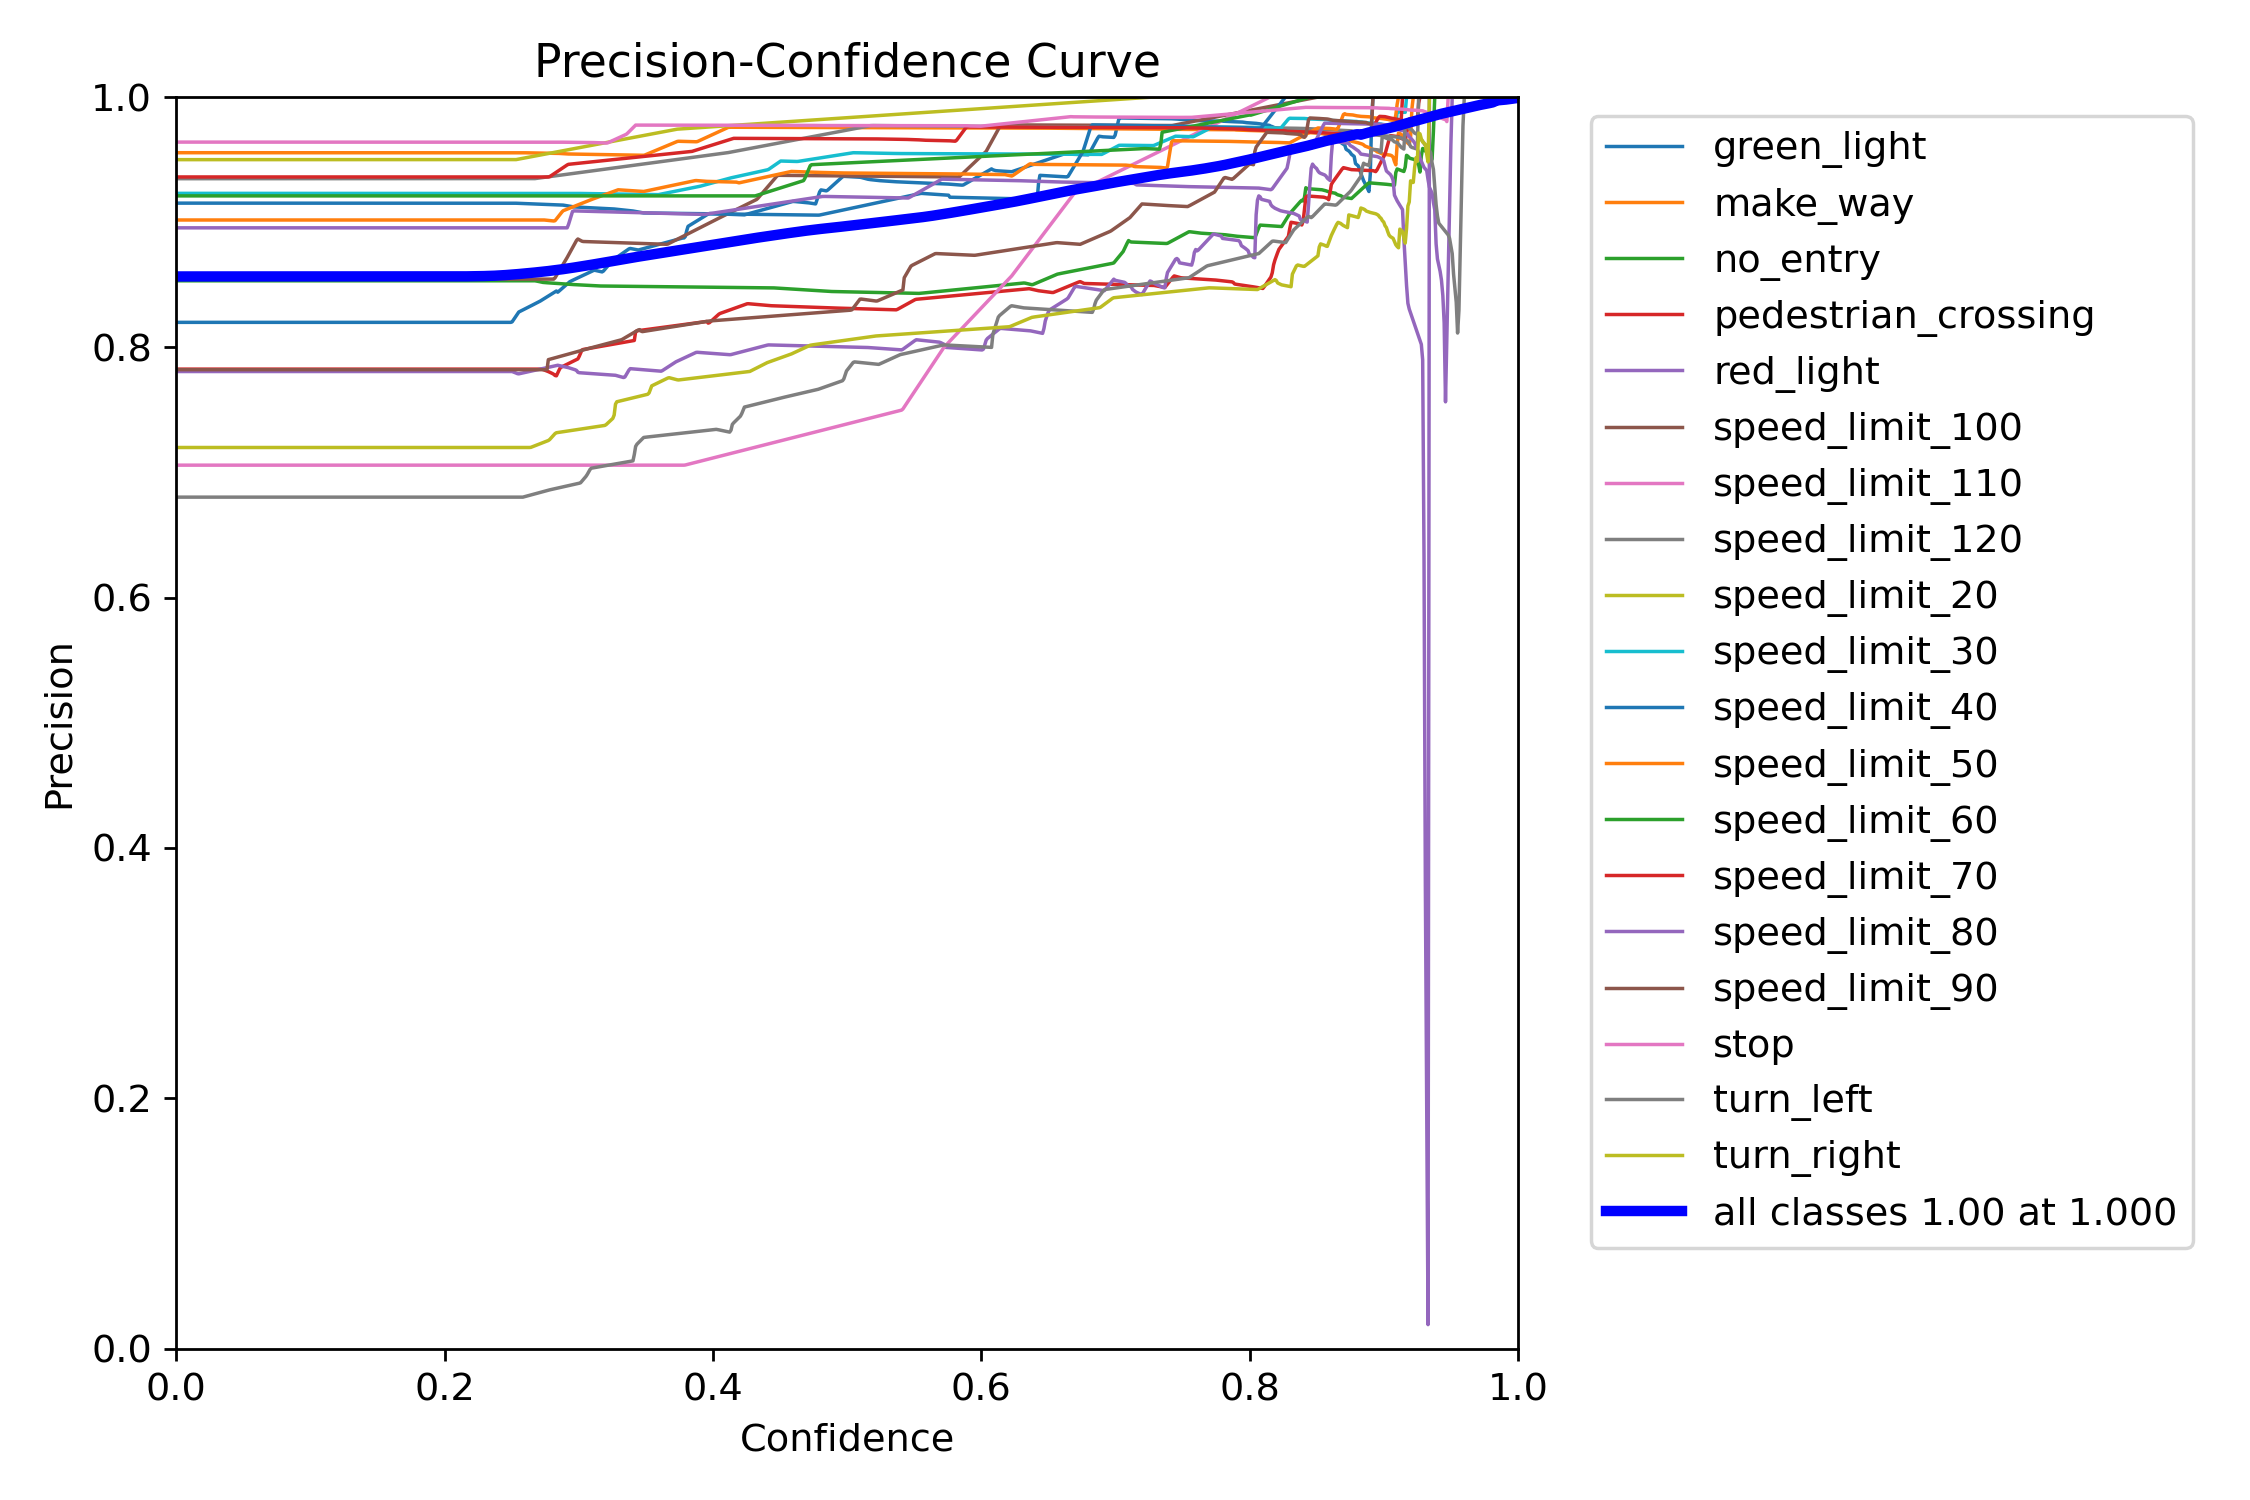 Precision-Confidence Curve
1.0
0.8
0.6
0.4
0.2
0.0
Precision
0.0 0.2 0.4 0.6 0.8 1.0
Confidence
green_light
make_way
no_entry
pedestrian_crossing
red_light
speed_limit_100
speed_limit_110
speed_limit_120
speed_limit_20
speed_limit_30
speed_limit_40
speed_limit_50
speed_limit_60
speed_limit_70
speed_limit_80
speed_limit_90
stop
turn_left
turn_right
all classes 1.00 at 1.000